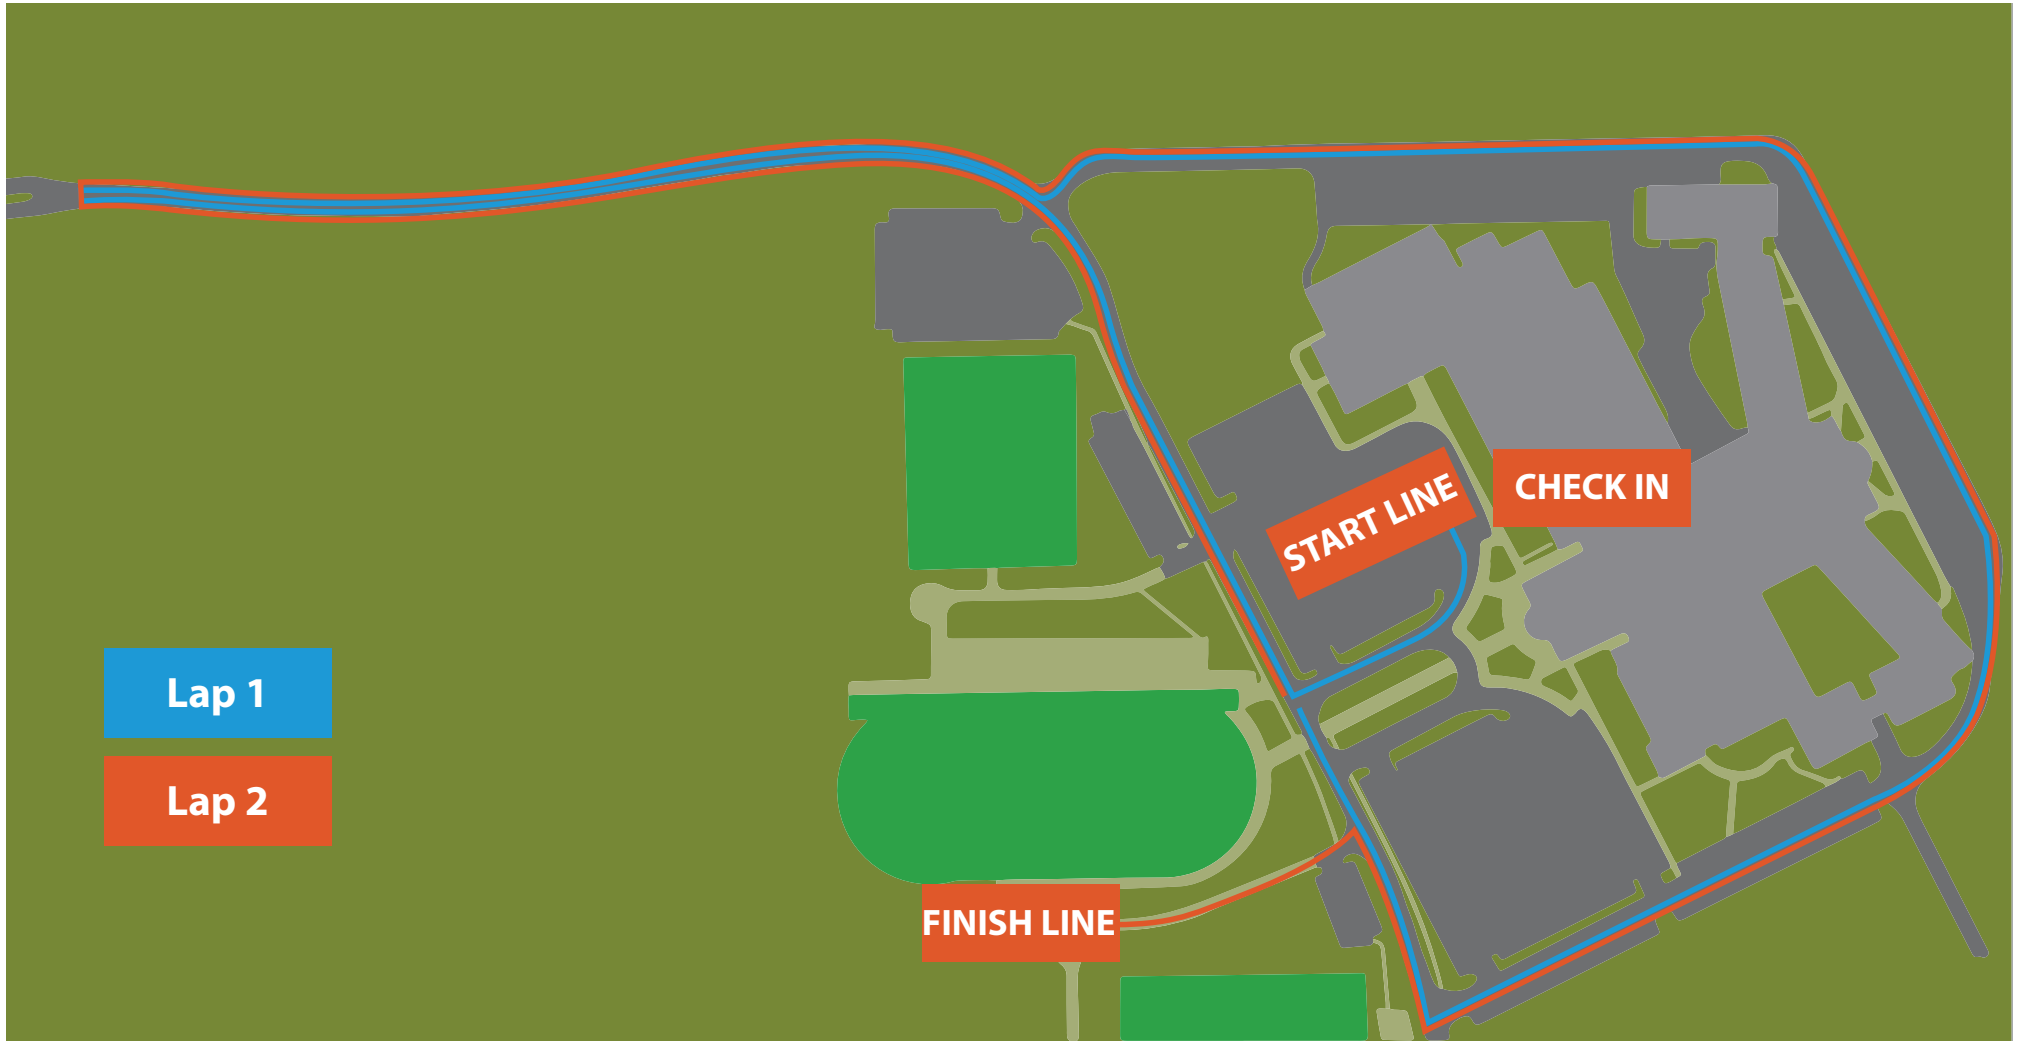 CHECK IN
START LINE
Lap 1
Lap 2
FINISH LINE